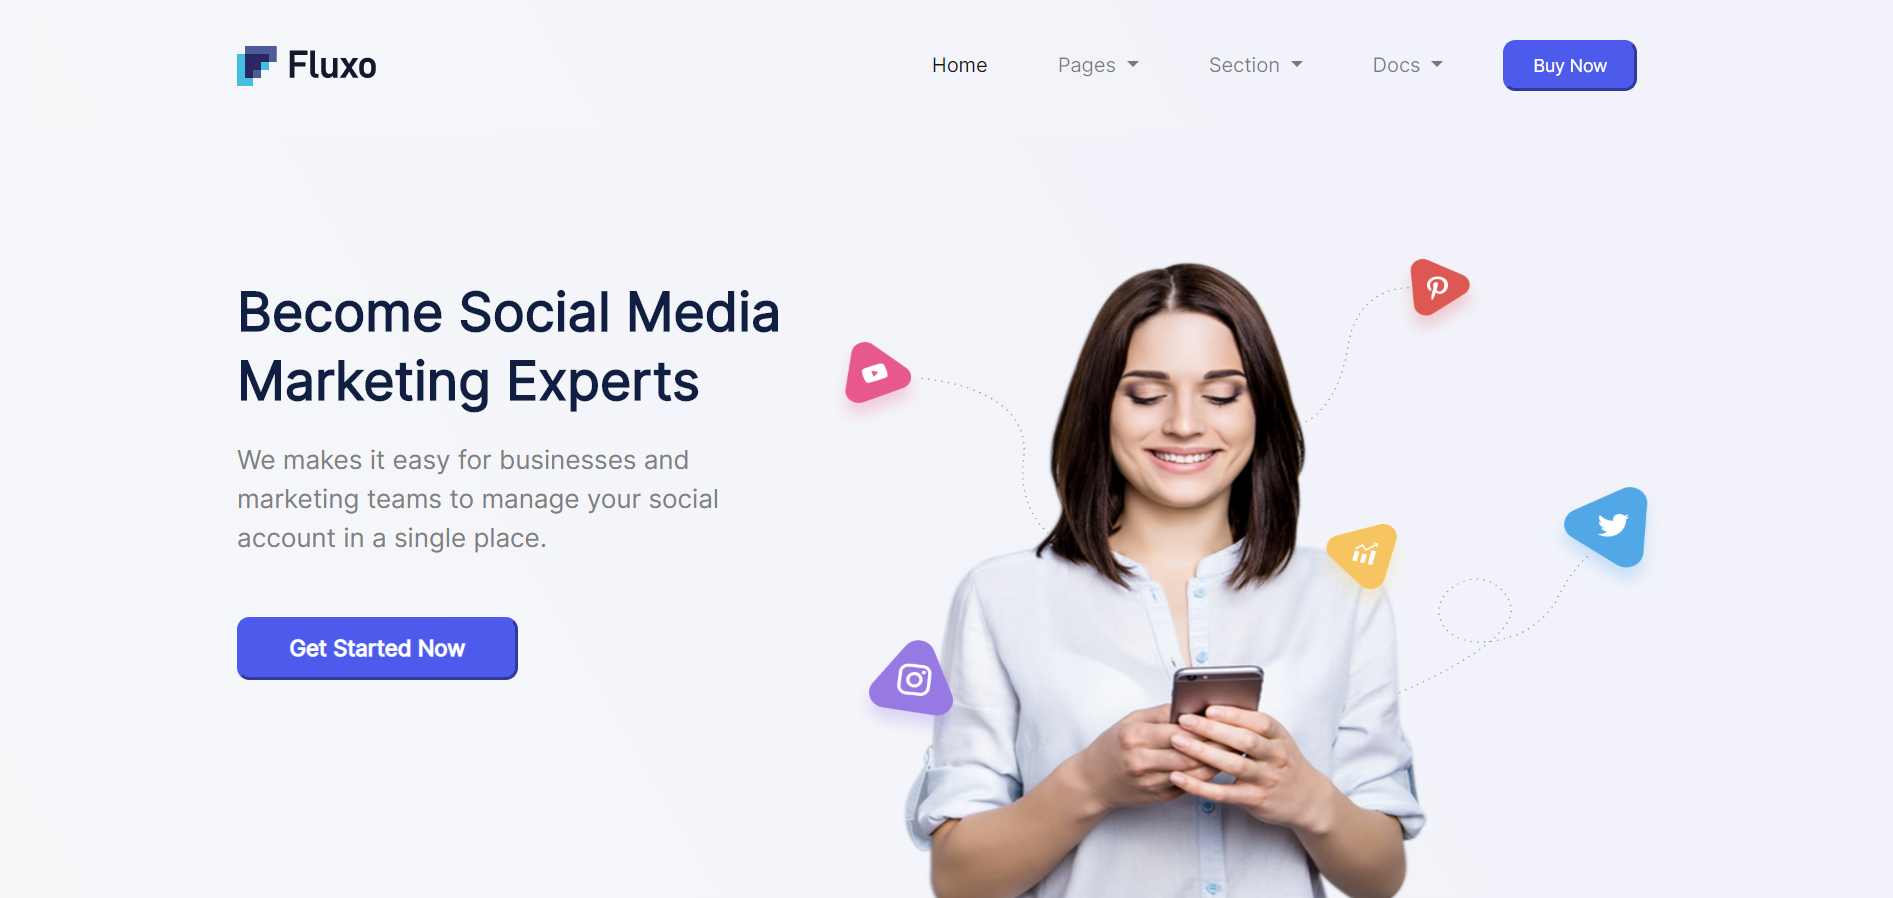 Fluxo
Home
Pages
Section
Docs
Buy Now
Become Social Media
Marketing Experts
We makes it easy for businesses and
marketing teams to manage your social
account in a single place.
Get Started Now